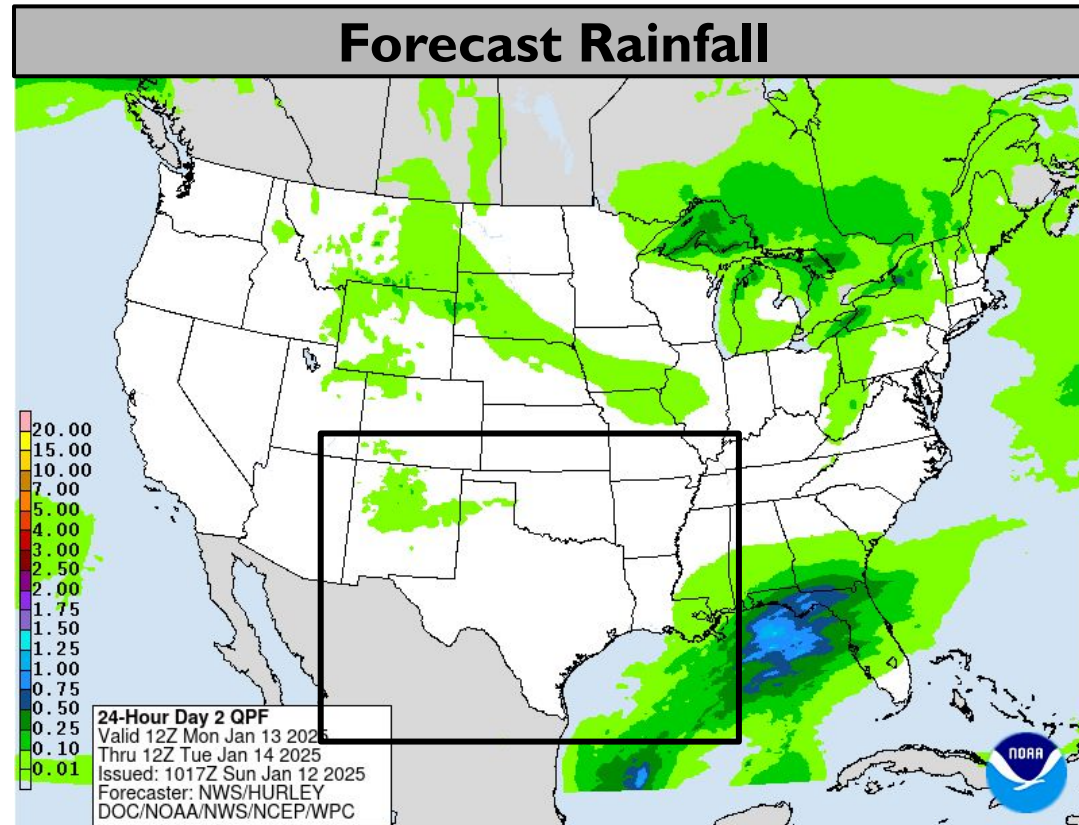 Forecast Rainfall
20.00
15.00
10.00
7.00
5.00
4.00
3.00
2.50
2.00
1.75
1.50
1.25
1.00
0.75
0.50
0.25
0.10
0.01
24-Hour Day 2 QPF
Valid 12Z Mon Jan 13 2025
Thru 12Z Tue Jan 14 2025
Issued: 1017Z Sun Jan 12 2025
Forecaster: NWS/HURLEY
DOC/NOAA/NWS/NCEP/WPC
NOAA